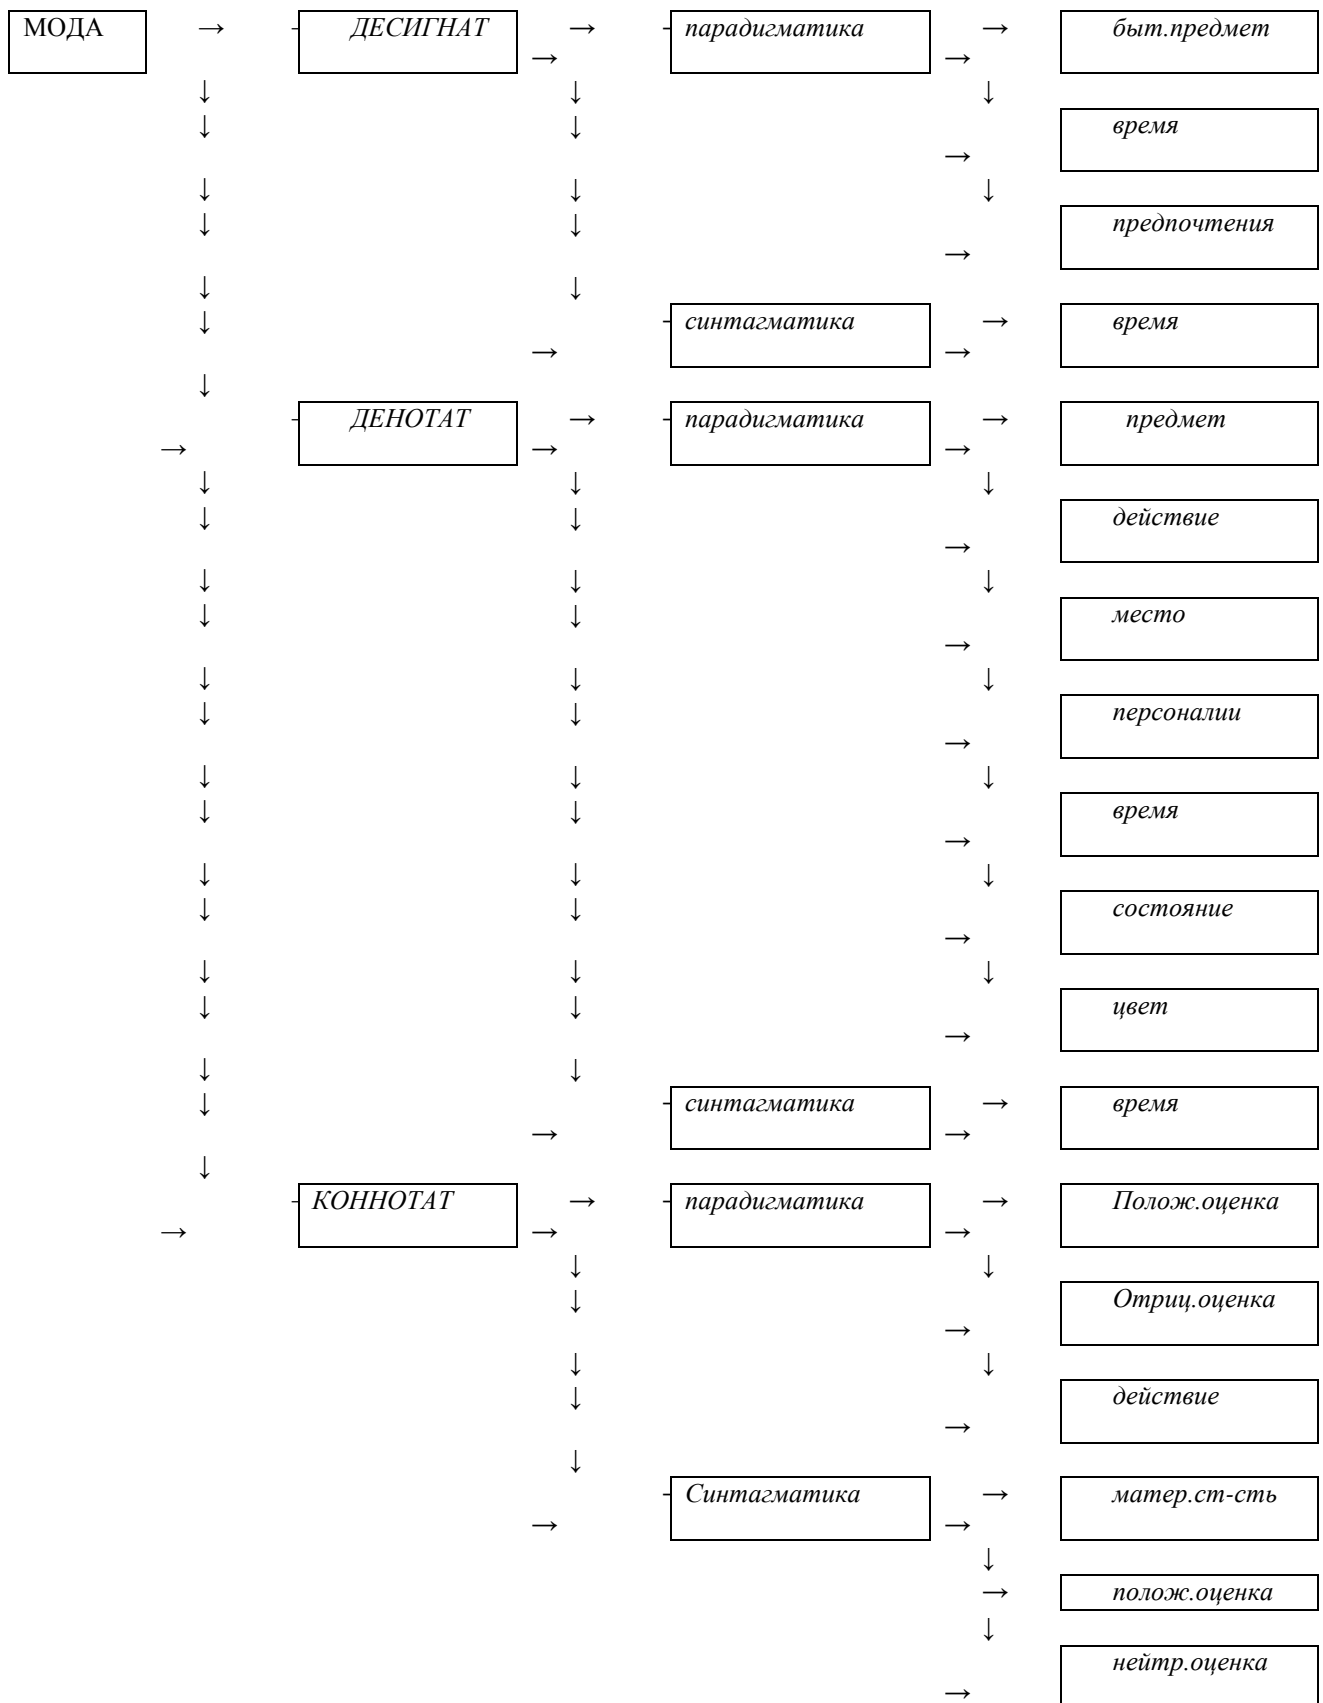 МОДА → ДЕСИГНАТ → парадигматика → быт.предмет
время
предпочтения
синтагматика → время
ДЕНОТАТ → парадигматика → предмет
действие
место
персоналии
время
состояние
цвет
синтагматика → время
КОННОТАТ → парадигматика → Полож.оценка
Отриц.оценка
действие
Синтагматика → матер.ст-сть
полож.оценка
нейтр.оценка